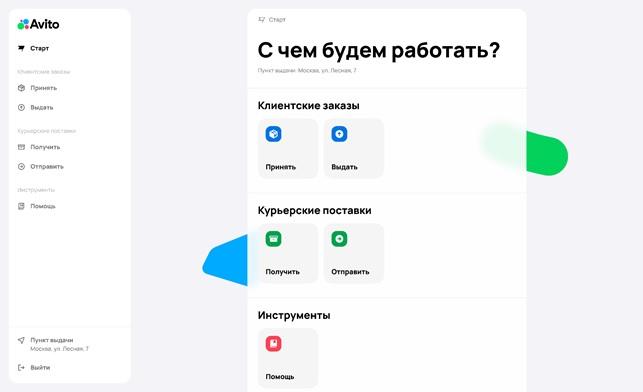 Avito
Старт
Клиентские заказы
Принять
Выдать
Курьерские поставки
Получить
Отправить
Инструменты
Помощь
Пункт выдачи
Москва, ул. Лесная, 7
Выйти
Старт
С чем будем работать?
Пункт выдачи: Москва, ул. Лесная, 7
Клиентские заказы
Принять
Выдать
Курьерские поставки
Получить
Отправить
Инструменты
Помощь